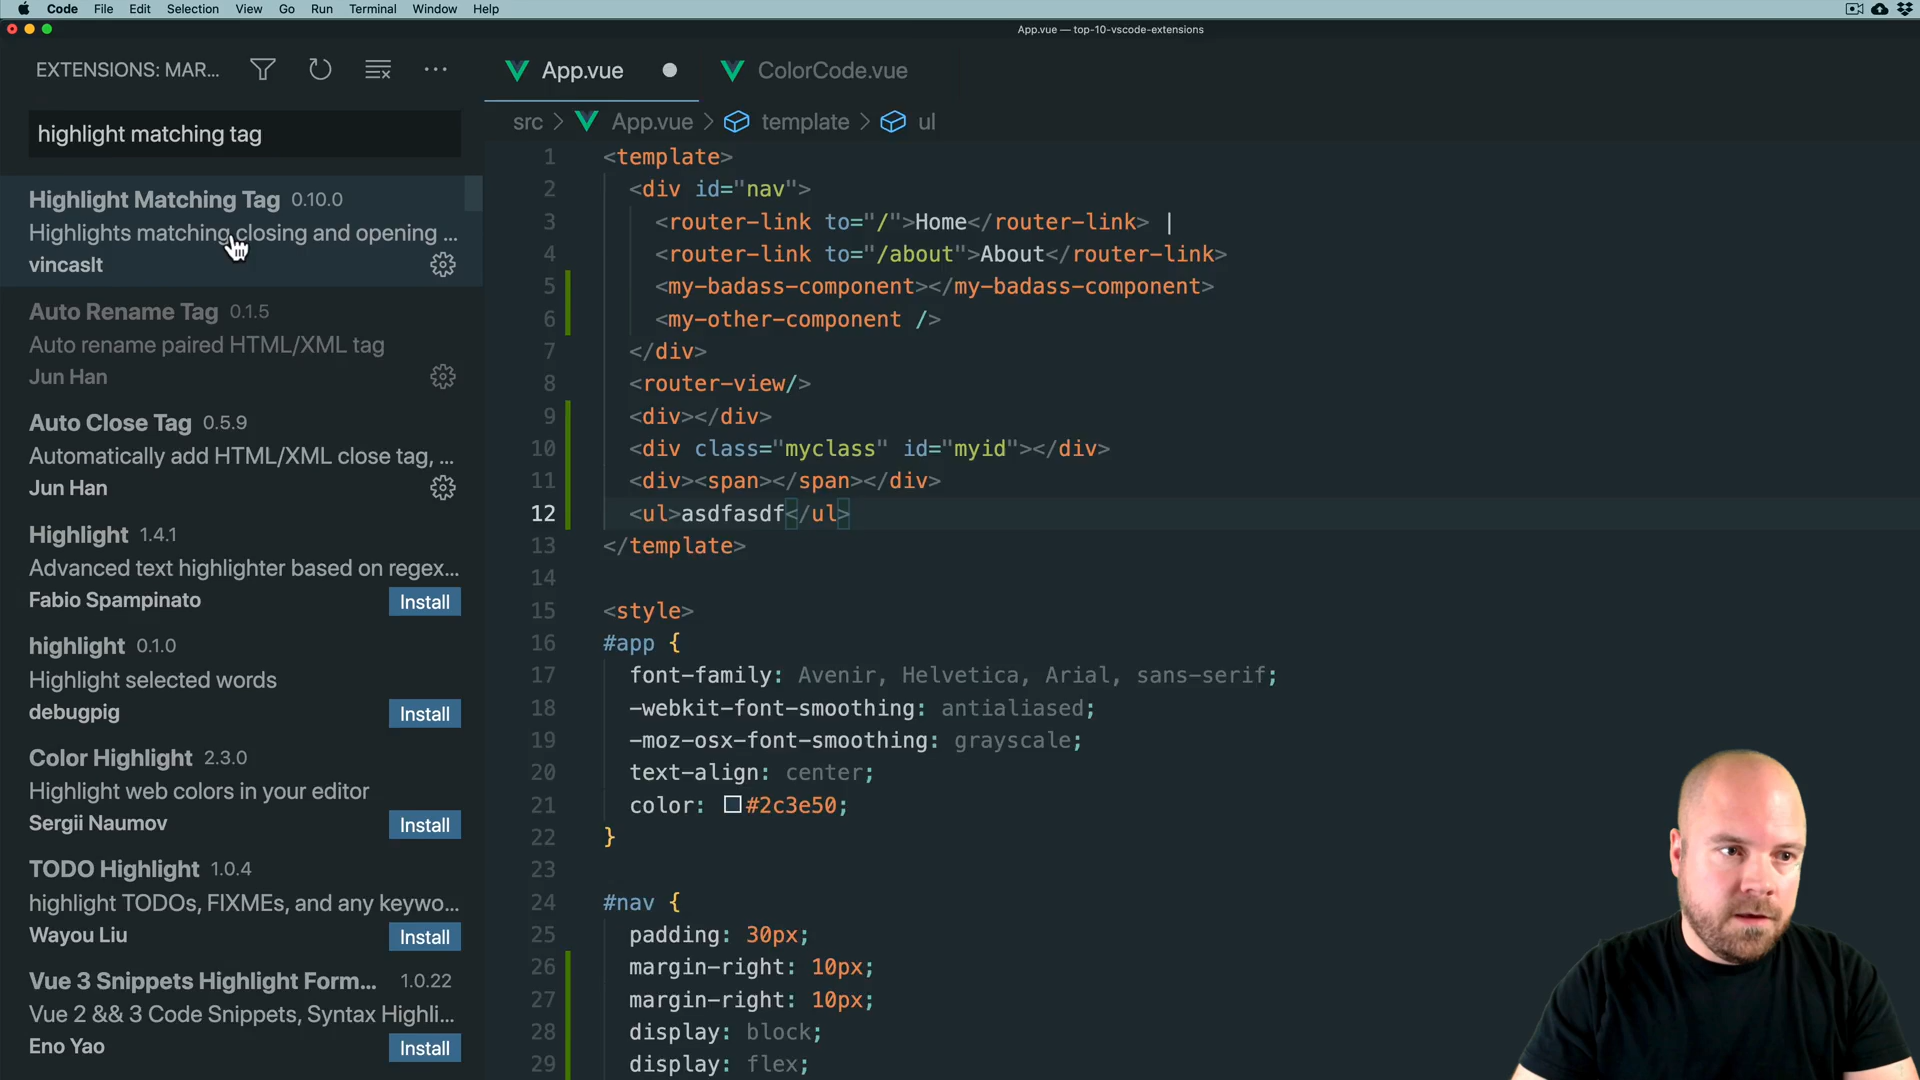 Code File Edit Selection View Go Run Terminal Window Help
App.vue — top-10-vscode-extensions
EXTENSIONS: MAR...
App.vue
ColorCode.vue
highlight matching tag
src > App.vue > template > ul
Highlight Matching Tag 0.10.0
Highlights matching closing and opening ...
vincaslt
Auto Rename Tag 0.1.5
Auto rename paired HTML/XML tag
Jun Han
Auto Close Tag 0.5.9
Automatically add HTML/XML close tag, ...
Jun Han
Highlight 1.4.1
Advanced text highlighter based on regex...
Fabio Spampinato
Install
highlight 0.1.0
Highlight selected words
debugpig
Install
Color Highlight 2.3.0
Highlight web colors in your editor
Sergii Naumov
Install
TODO Highlight 1.0.4
highlight TODOs, FIXMEs, and any keywo...
Wayou Liu
Install
Vue 3 Snippets Highlight Form... 1.0.22
Vue 2 && 3 Code Snippets, Syntax Highli...
Eno Yao
Install
1 <template>
2 <div id="nav">
3 <router-link to="/">Home</router-link> |
4 <router-link to="/about">About</router-link>
5 <my-badass-component></my-badass-component>
6 <my-other-component />
7 </div>
8 <router-view/>
9 <div></div>
10 <div class="myclass" id="myid"></div>
11 <div><span></span></div>
12 <ul>asdfasdf</ul>
13 </template>
14
15 <style>
16 #app {
17 font-family: Avenir, Helvetica, Arial, sans-serif;
18 -webkit-font-smoothing: antialiased;
19 -moz-osx-font-smoothing: grayscale;
20 text-align: center;
21 color: #2c3e50;
22 }
23
24 #nav {
25 padding: 30px;
26 margin-right: 10px;
27 margin-right: 10px;
28 display: block;
29 display: flex;